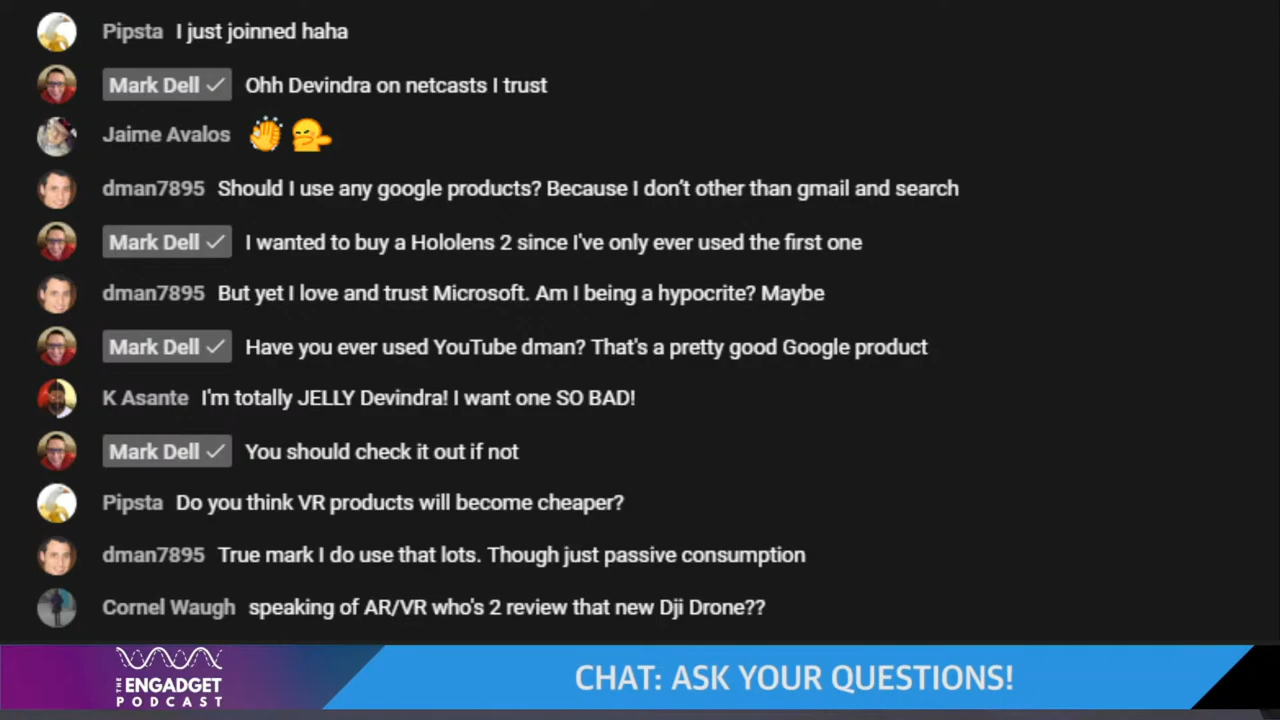 Pipsta I just joinned haha
Mark Dell ✓ Ohh Devindra on netcasts I trust
Jaime Avalos 👏 🫢
dman7895 Should I use any google products? Because I don't other than gmail and search
Mark Dell ✓ I wanted to buy a Hololens 2 since I've only ever used the first one
dman7895 But yet I love and trust Microsoft. Am I being a hypocrite? Maybe
Mark Dell ✓ Have you ever used YouTube dman? That's a pretty good Google product
K Asante I'm totally JELLY Devindra! I want one SO BAD!
Mark Dell ✓ You should check it out if not
Pipsta Do you think VR products will become cheaper?
dman7895 True mark I do use that lots. Though just passive consumption
Cornel Waugh speaking of AR/VR who's 2 review that new Dji Drone??
THE ENGADGET PODCAST
CHAT: ASK YOUR QUESTIONS!